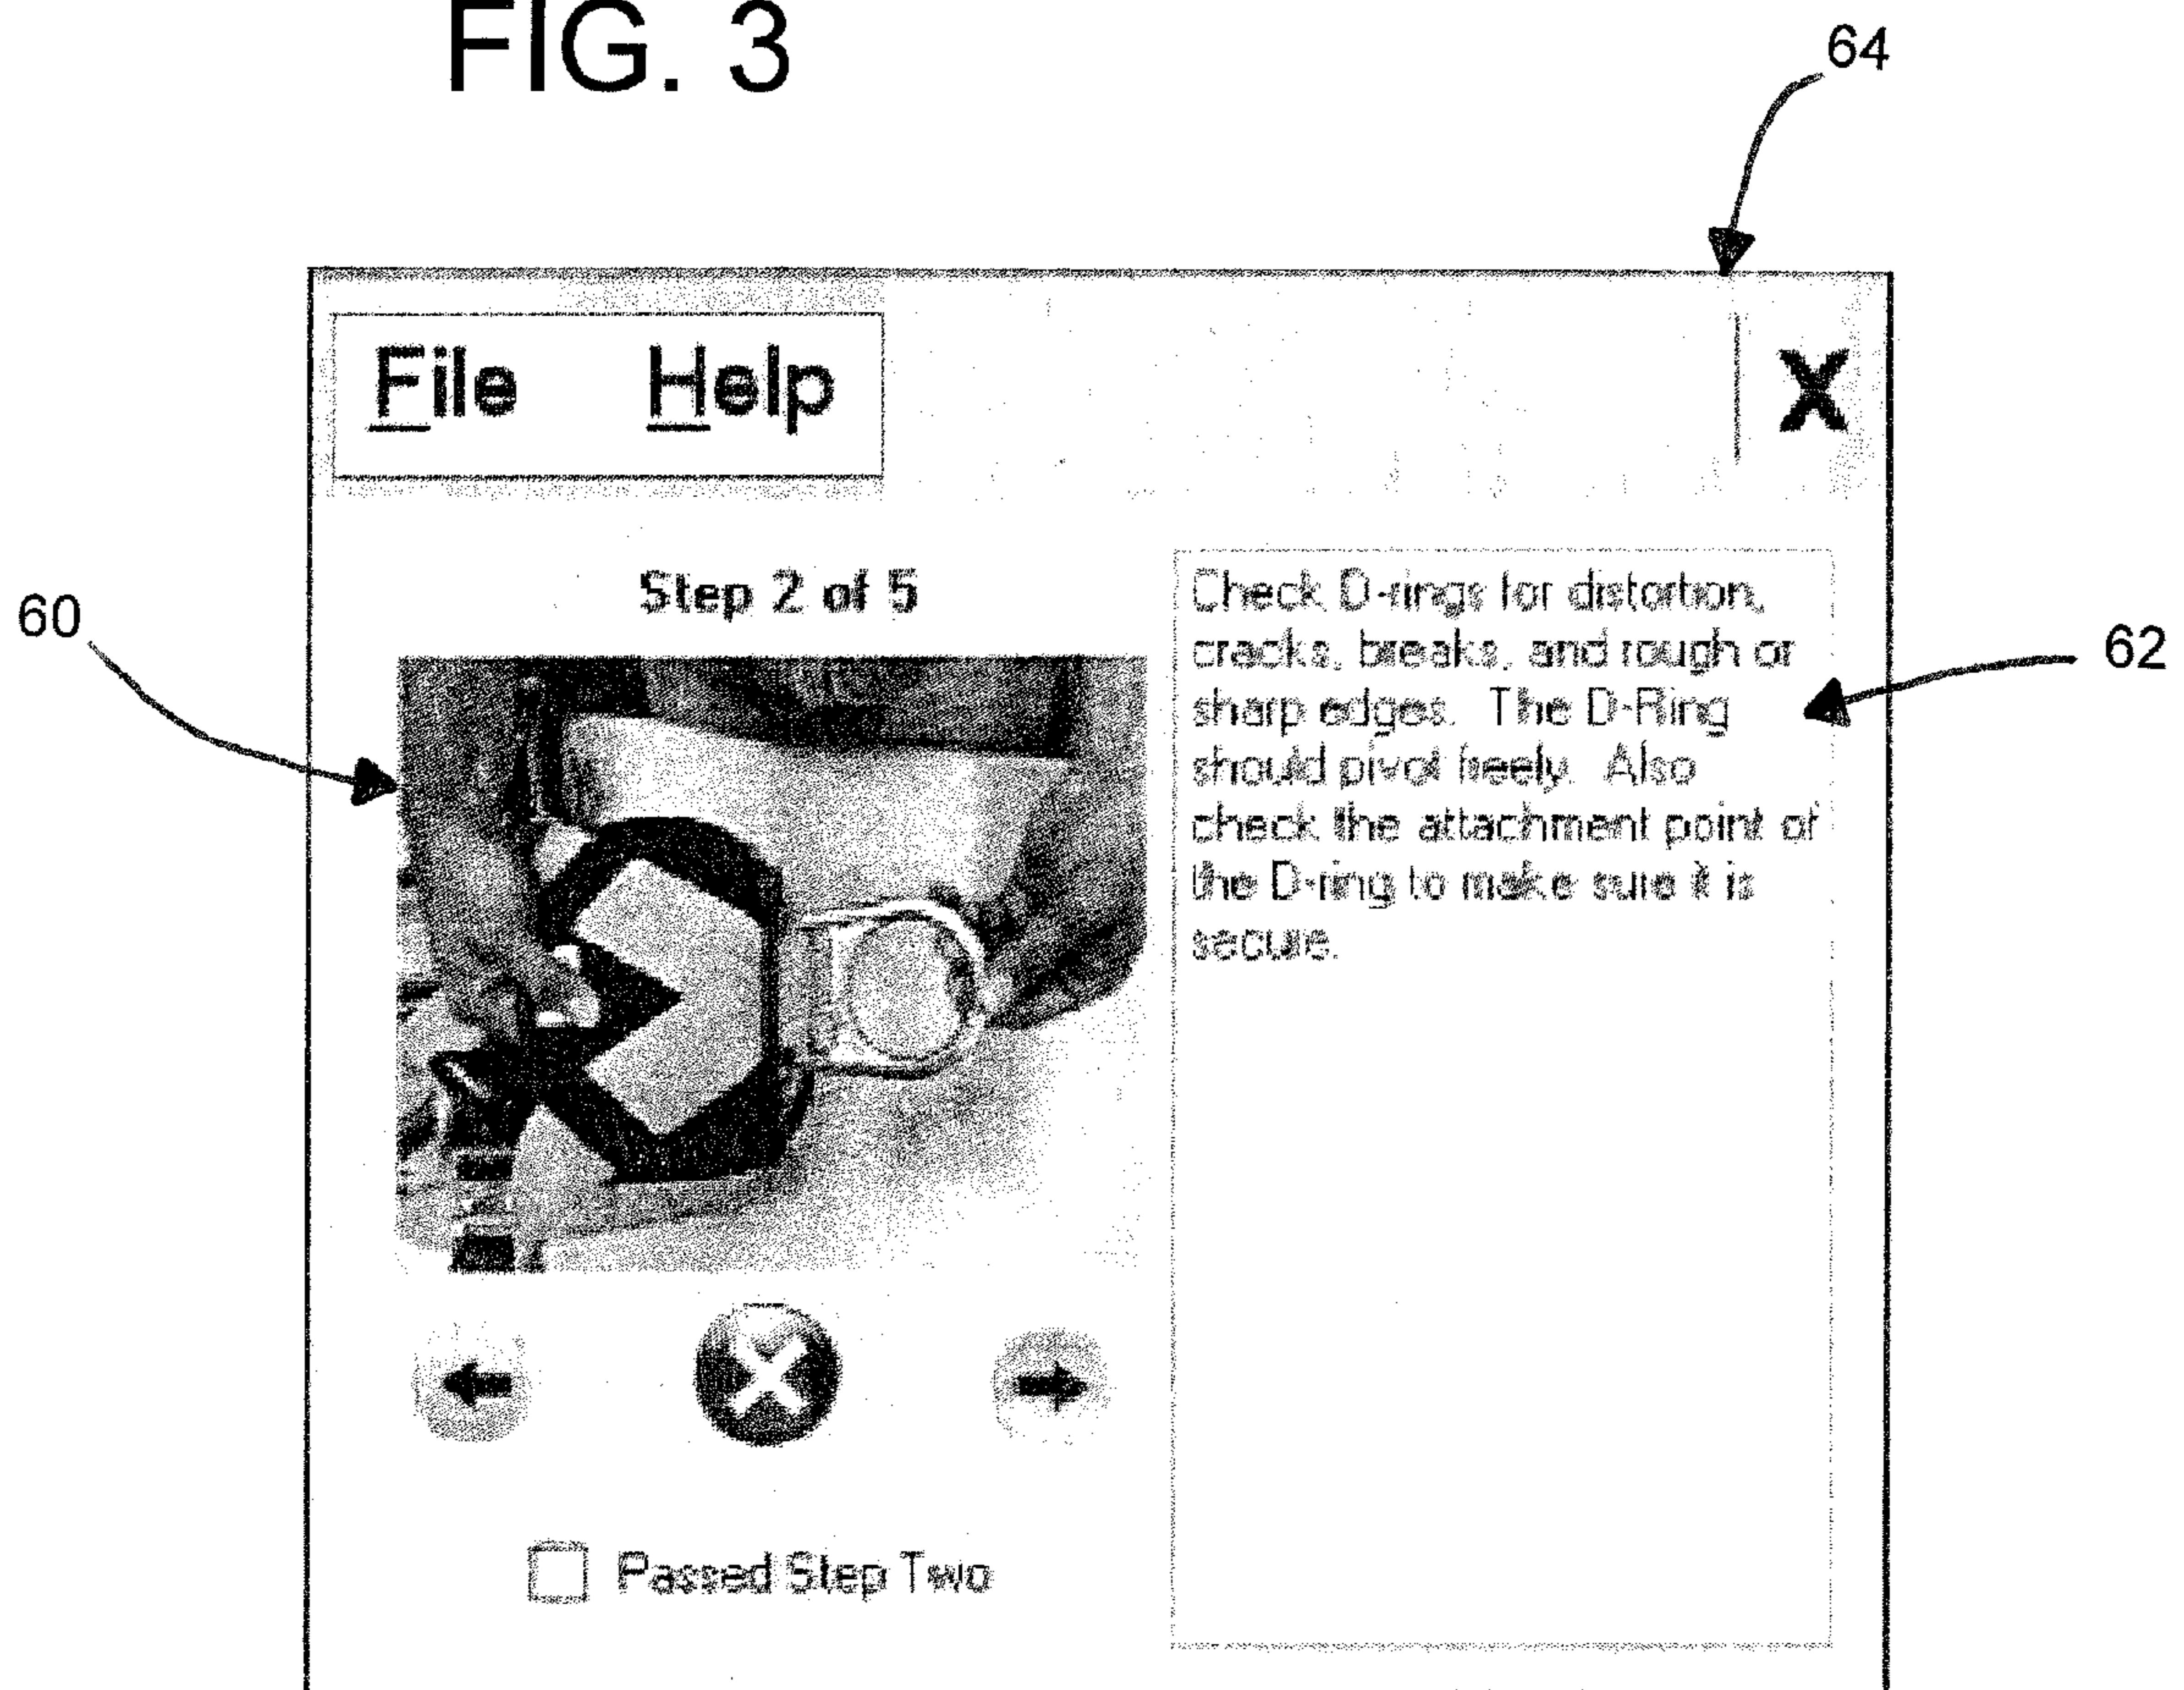 FIG. 3
64
File Help X
Step 2 of 5
60
Check D-rings for distortion,
cracks, breaks, and rough or
sharp edges. The D-Ring
should pivot freely. Also
check the attachment point of
the D-ring to make sure it is
secure.
62
Passed Step Two